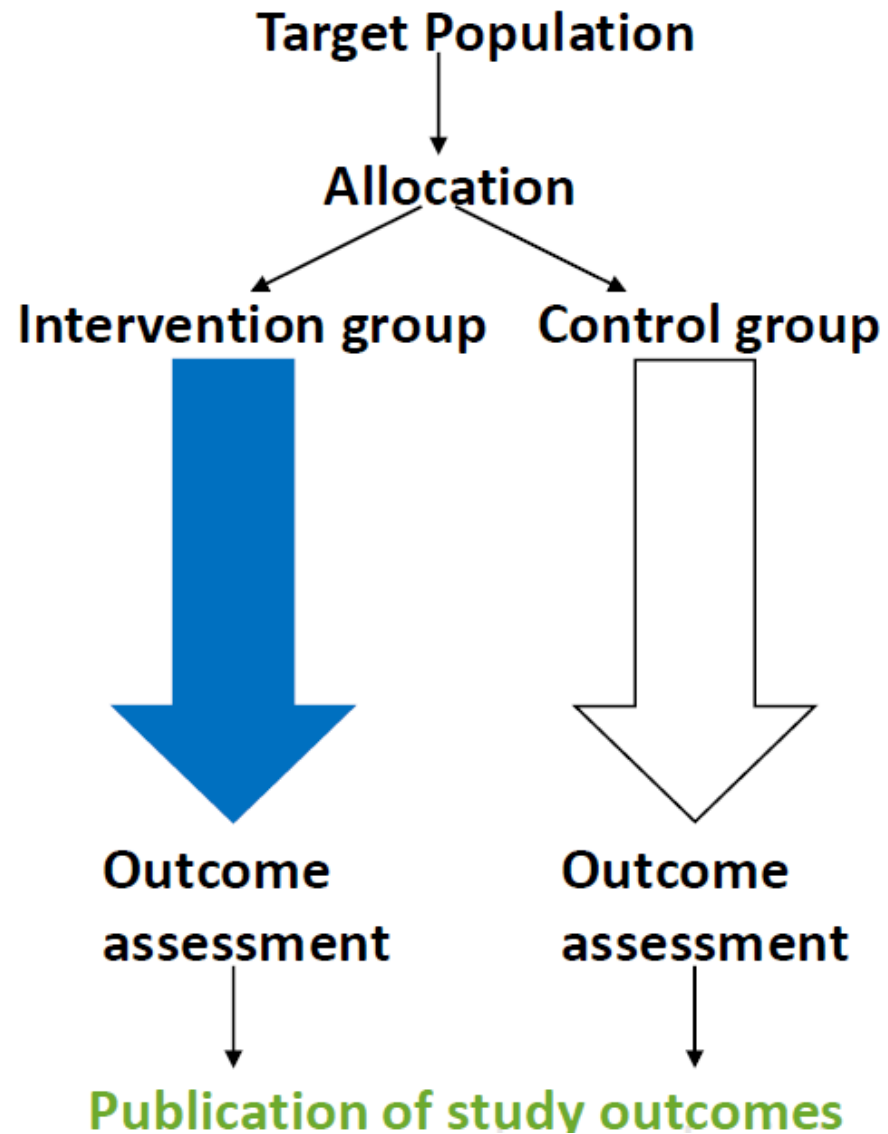 Target Population
Allocation
Intervention group Control group
Outcome
assessment
Outcome
assessment
Publication of study outcomes